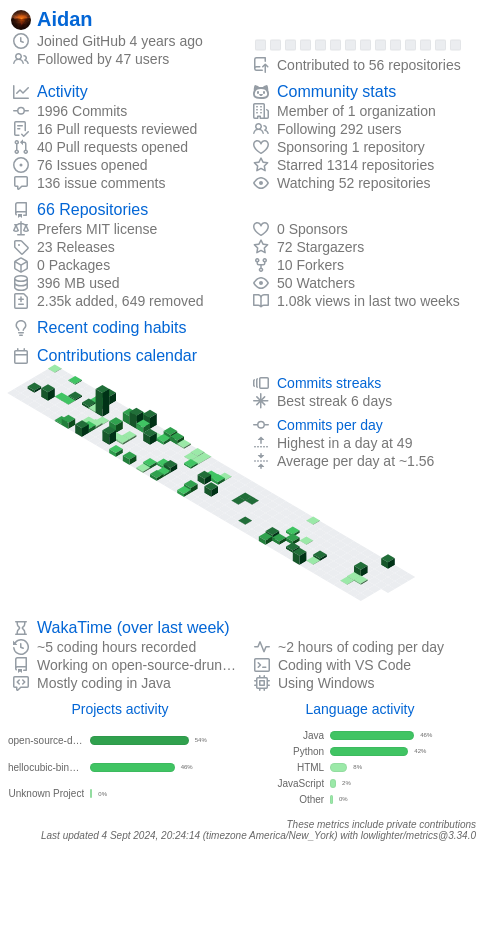 Aidan
Joined GitHub 4 years ago
Followed by 47 users
Contributed to 56 repositories
Activity
1996 Commits
16 Pull requests reviewed
40 Pull requests opened
76 Issues opened
136 issue comments
Community stats
Member of 1 organization
Following 292 users
Sponsoring 1 repository
Starred 1314 repositories
Watching 52 repositories
66 Repositories
Prefers MIT license
23 Releases
0 Packages
396 MB used
2.35k added, 649 removed
0 Sponsors
72 Stargazers
10 Forkers
50 Watchers
1.08k views in last two weeks
Recent coding habits
Contributions calendar
Commits streaks
Best streak 6 days
Commits per day
Highest in a day at 49
Average per day at ~1.56
WakaTime (over last week)
~5 coding hours recorded
Working on open-source-drun…
Mostly coding in Java
~2 hours of coding per day
Coding with VS Code
Using Windows
Projects activity
open-source-d… 54%
hellocubic-bin… 46%
Unknown Project 0%
Language activity
Java 46%
Python 42%
HTML 8%
JavaScript 2%
Other 0%
These metrics include private contributions
Last updated 4 Sept 2024, 20:24:14 (timezone America/New_York) with lowlighter/metrics@3.34.0